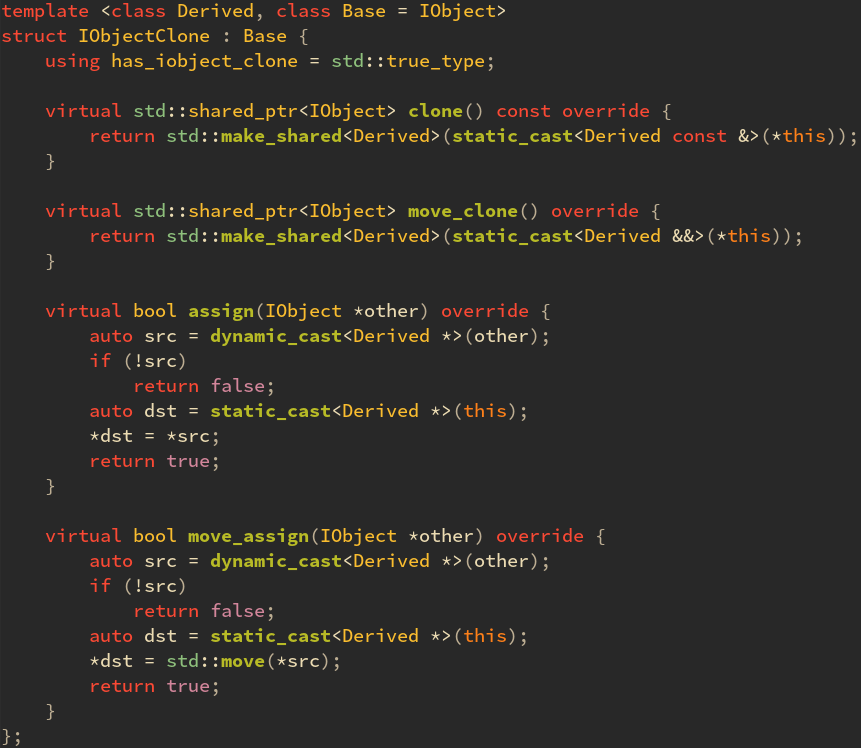 template <class Derived, class Base = IObject>
struct IObjectClone : Base {
    using has_iobject_clone = std::true_type;

    virtual std::shared_ptr<IObject> clone() const override {
        return std::make_shared<Derived>(static_cast<Derived const &>(*this));
    }

    virtual std::shared_ptr<IObject> move_clone() override {
        return std::make_shared<Derived>(static_cast<Derived &&>(*this));
    }

    virtual bool assign(IObject *other) override {
        auto src = dynamic_cast<Derived *>(other);
        if (!src)
            return false;
        auto dst = static_cast<Derived *>(this);
        *dst = *src;
        return true;
    }

    virtual bool move_assign(IObject *other) override {
        auto src = dynamic_cast<Derived *>(other);
        if (!src)
            return false;
        auto dst = static_cast<Derived *>(this);
        *dst = std::move(*src);
        return true;
    }
};